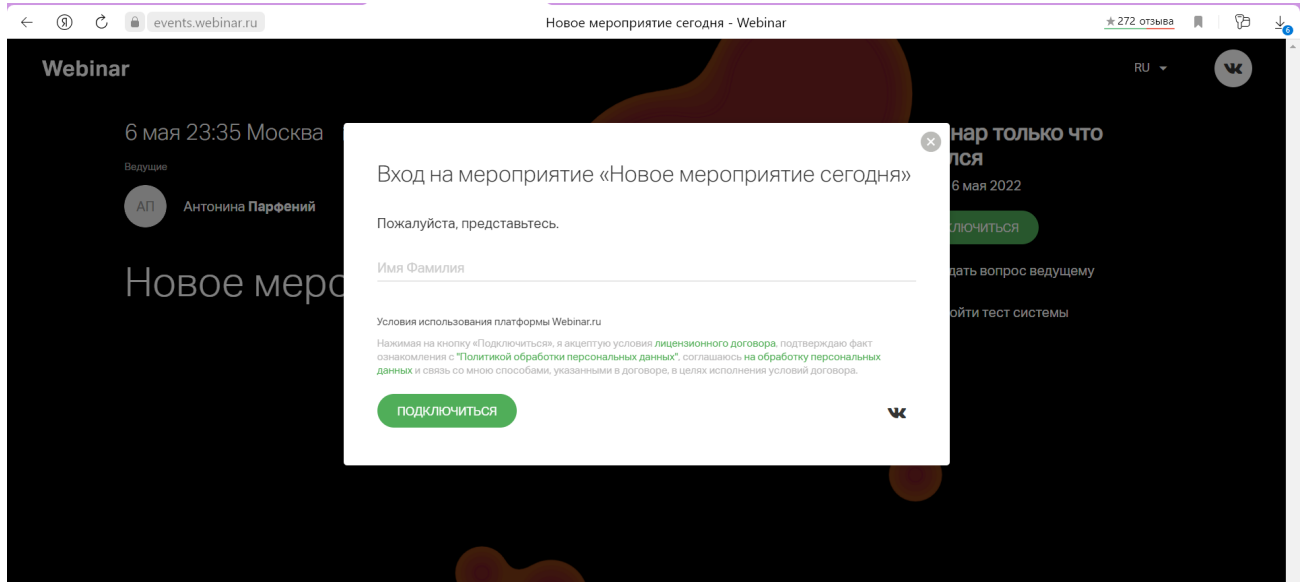 events.webinar.ru
Новое мероприятие сегодня - Webinar
272 отзыва
6
Webinar
RU
6 мая 23:35 Москва
Ведущие
АП
Антонина Парфений
Новое меро
нар только что
лся
6 мая 2022
ключиться
дать вопрос ведущему
ойти тест системы
Вход на мероприятие «Новое мероприятие сегодня»
Пожалуйста, представьтесь.
Имя Фамилия
Условия использования платформы Webinar.ru
Нажимая на кнопку «Подключиться», я акцептую условия лицензионного договора, подтверждаю факт
ознакомления с "Политикой обработки персональных данных", соглашаюсь на обработку персональных
данных и связь со мною способами, указанными в договоре, в целях исполнения условий договора.
ПОДКЛЮЧИТЬСЯ